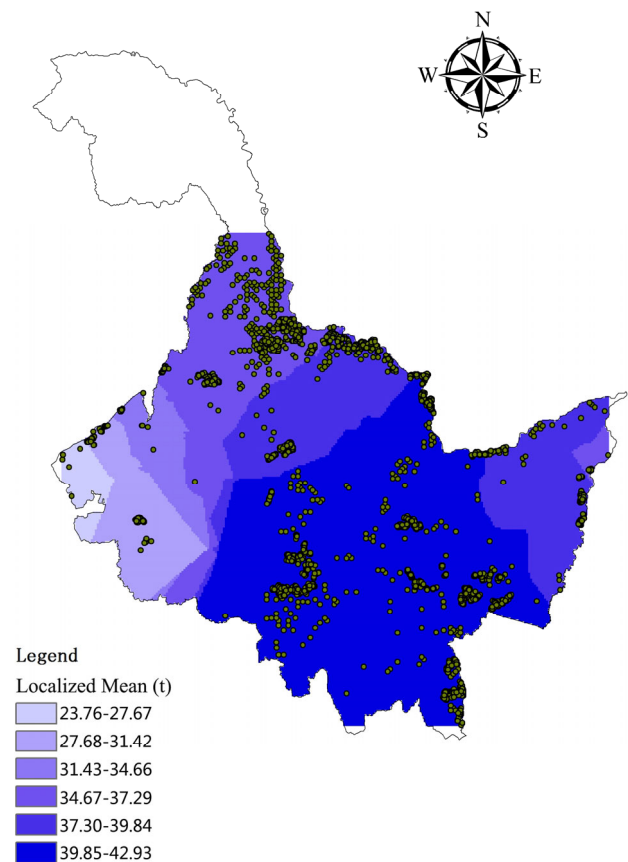 N
W E
S
Legend
Localized Mean (t)
23.76-27.67
27.68-31.42
31.43-34.66
34.67-37.29
37.30-39.84
39.85-42.93